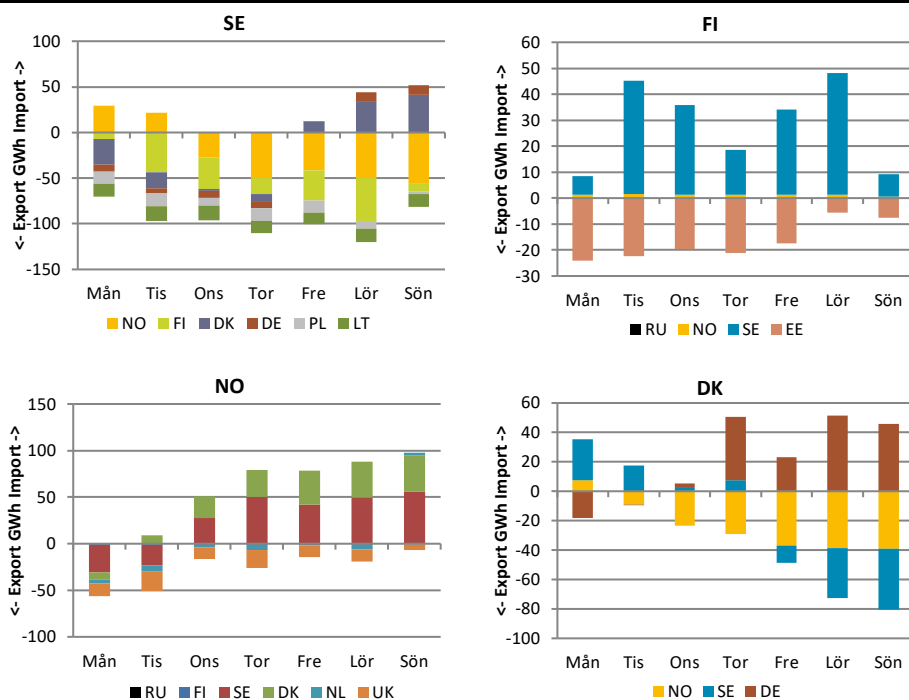 SE
<- Export GWh Import ->
100
50
0
-50
-100
-150
Mån Tis Ons Tor Fre Lör Sön
NO FI DK DE PL LT
FI
<- Export GWh Import ->
60
50
40
30
20
10
0
-10
-20
-30
Mån Tis Ons Tor Fre Lör Sön
RU NO SE EE
NO
<- Export GWh Import ->
150
100
50
0
-50
-100
Mån Tis Ons Tor Fre Lör Sön
RU FI SE DK NL UK
DK
<- Export GWh Import ->
60
40
20
0
-20
-40
-60
-80
-100
Mån Tis Ons Tor Fre Lör Sön
NO SE DE